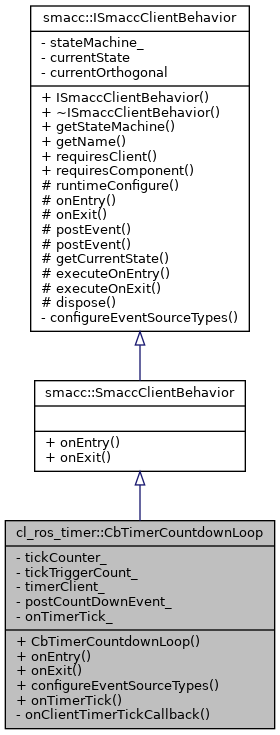 smacc::ISmaccClientBehavior
- stateMachine_
- currentState
- currentOrthogonal
+ ISmaccClientBehavior()
+ ~ISmaccClientBehavior()
+ getStateMachine()
+ getName()
+ requiresClient()
+ requiresComponent()
# runtimeConfigure()
# onEntry()
# onExit()
# postEvent()
# postEvent()
# getCurrentState()
# executeOnEntry()
# executeOnExit()
# dispose()
- configureEventSourceTypes()
smacc::SmaccClientBehavior
+ onEntry()
+ onExit()
cl_ros_timer::CbTimerCountdownLoop
- tickCounter_
- tickTriggerCount_
- timerClient_
- postCountDownEvent_
- onTimerTick_
+ CbTimerCountdownLoop()
+ onEntry()
+ onExit()
+ configureEventSourceTypes()
+ onTimerTick()
- onClientTimerTickCallback()